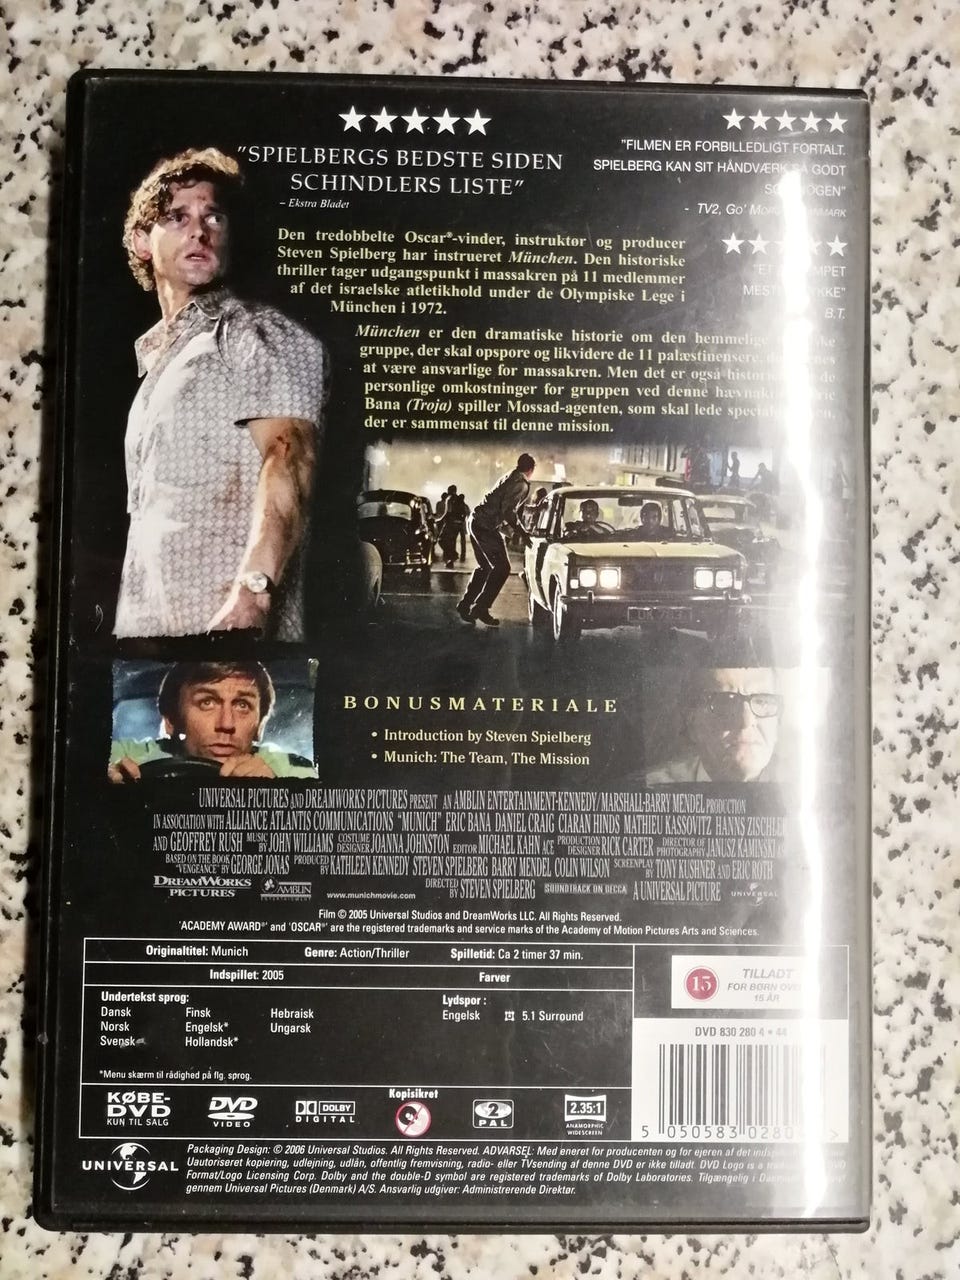 "SPIELBERGS BEDSTE SIDEN
SCHINDLERS LISTE"
– Ekstra Bladet
"FILMEN ER FORBILLEDLIGT FORTALT.
SPIELBERG KAN SIT HÅNDVÆRK SÅ GODT
- TV2, Go'
B.T.
Den tredobbelte Oscar®-vinder, instruktør og producer
Steven Spielberg har instrueret München. Den historiske
thriller tager udgangspunkt i massakren på 11 medlemmer
af det israelske atletikhold under de Olympiske Lege i
München i 1972.
München er den dramatiske historie om den hemmelige
gruppe, der skal opspore og likvidere de 11 palæstinensere,
at være ansvarlige for massakren. Men det er også de
personlige omkostninger for gruppen ved denne
Bana (Troja) spiller Mossad-agenten, som skal lede
der er sammensat til denne mission.
BONUSMATERIALE
• Introduction by Steven Spielberg
• Munich: The Team, The Mission
UNIVERSAL PICTURES AND DREAMWORKS PICTURES PRESENT AN AMBLIN ENTERTAINMENT-KENNEDY/MARSHALL-BARRY MENDEL PRODUCTION
IN ASSOCIATION WITH ALLIANCE ATLANTIS COMMUNICATIONS "MUNICH" ERIC BANA DANIEL CRAIG CIARAN HINDS MATHIEU KASSOVITZ HANNS ZISCHLER
AND GEOFFREY RUSH MUSIC BY JOHN WILLIAMS COSTUME DESIGNER JOANNA JOHNSTON EDITOR MICHAEL KAHN ACE PRODUCTION DESIGNER RICK CARTER DIRECTOR OF PHOTOGRAPHY JANUSZ KAMINSKI
BASED ON THE BOOK "VENGEANCE" BY GEORGE JONAS PRODUCED BY KATHLEEN KENNEDY STEVEN SPIELBERG BARRY MENDEL COLIN WILSON SCREENPLAY BY TONY KUSHNER AND ERIC ROTH
DREAMWORKS PICTURES AMBLIN ENTERTAINMENT www.munichmovie.com DIRECTED BY STEVEN SPIELBERG SOUNDTRACK ON DECCA A UNIVERSAL PICTURE UNIVERSAL
Film © 2005 Universal Studios and DreamWorks LLC. All Rights Reserved.
'ACADEMY AWARD®' and 'OSCAR®' are the registered trademarks and service marks of the Academy of Motion Pictures Arts and Sciences.
Originaltitel: Munich Genre: Action/Thriller Spilletid: Ca 2 timer 37 min.
Indspillet: 2005 Farver
Undertekst sprog:
Dansk Finsk Hebraisk
Norsk Engelsk* Ungarsk
Svensk Hollandsk*
*Menu skærm til rådighed på flg. sprog.
Lydspor :
Engelsk 5.1 Surround
15 TILLADT
FOR BØRN OVER
15 ÅR
DVD 830 280 4 • 44
5 050583 0280 >
KØBE-
DVD
KUN TIL SALG
DVD
VIDEO
DOLBY
DIGITAL
Kopisikret
2
PAL
2.35:1
ANAMORPHIC
WIDESCREEN
UNIVERSAL
Packaging Design: © 2006 Universal Studios. All Rights Reserved. ADVARSEL: Med eneret for producenten og for ejeren af det
Uautoriseret kopiering, udlejning, udlån, offentlig fremvisning, radio- eller TVsending af denne DVD er ikke tilladt. DVD Logo is a DVD
Format/Logo Licensing Corp. Dolby and the double-D symbol are registered trademarks of Dolby Laboratories. Tilgængelig i
gennem Universal Pictures (Denmark) A/S. Ansvarlig udgiver: Administrerende Direktør.